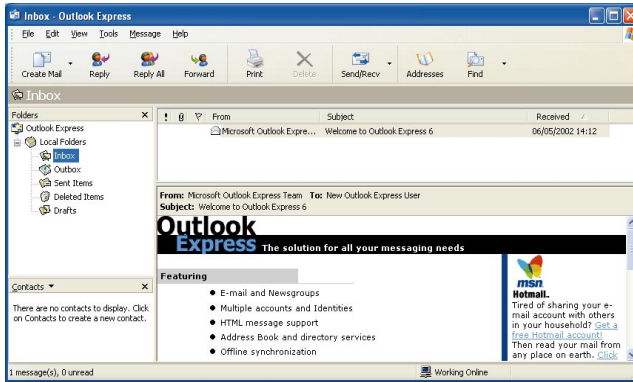 Inbox - Outlook Express
File Edit View Tools Message Help
Create Mail Reply Reply All Forward Print Delete Send/Recv Addresses Find
Inbox
Folders
Outlook Express
Local Folders
Inbox
Outbox
Sent Items
Deleted Items
Drafts
Contacts
There are no contacts to display. Click
on Contacts to create a new contact.
! From Subject Received
Microsoft Outlook Expre... Welcome to Outlook Express 6 06/05/2002 14:12
From: Microsoft Outlook Express Team To: New Outlook Express User
Subject: Welcome to Outlook Express 6
Outlook
Express The solution for all your messaging needs
Featuring
E-mail and Newsgroups
Multiple accounts and Identities
HTML message support
Address Book and directory services
Offline synchronization
msn
Hotmail.
Tired of sharing your e-
mail account with others
in your household? Get a
free Hotmail account!
Then read your mail from
any place on earth. Click
1 message(s), 0 unread Working Online